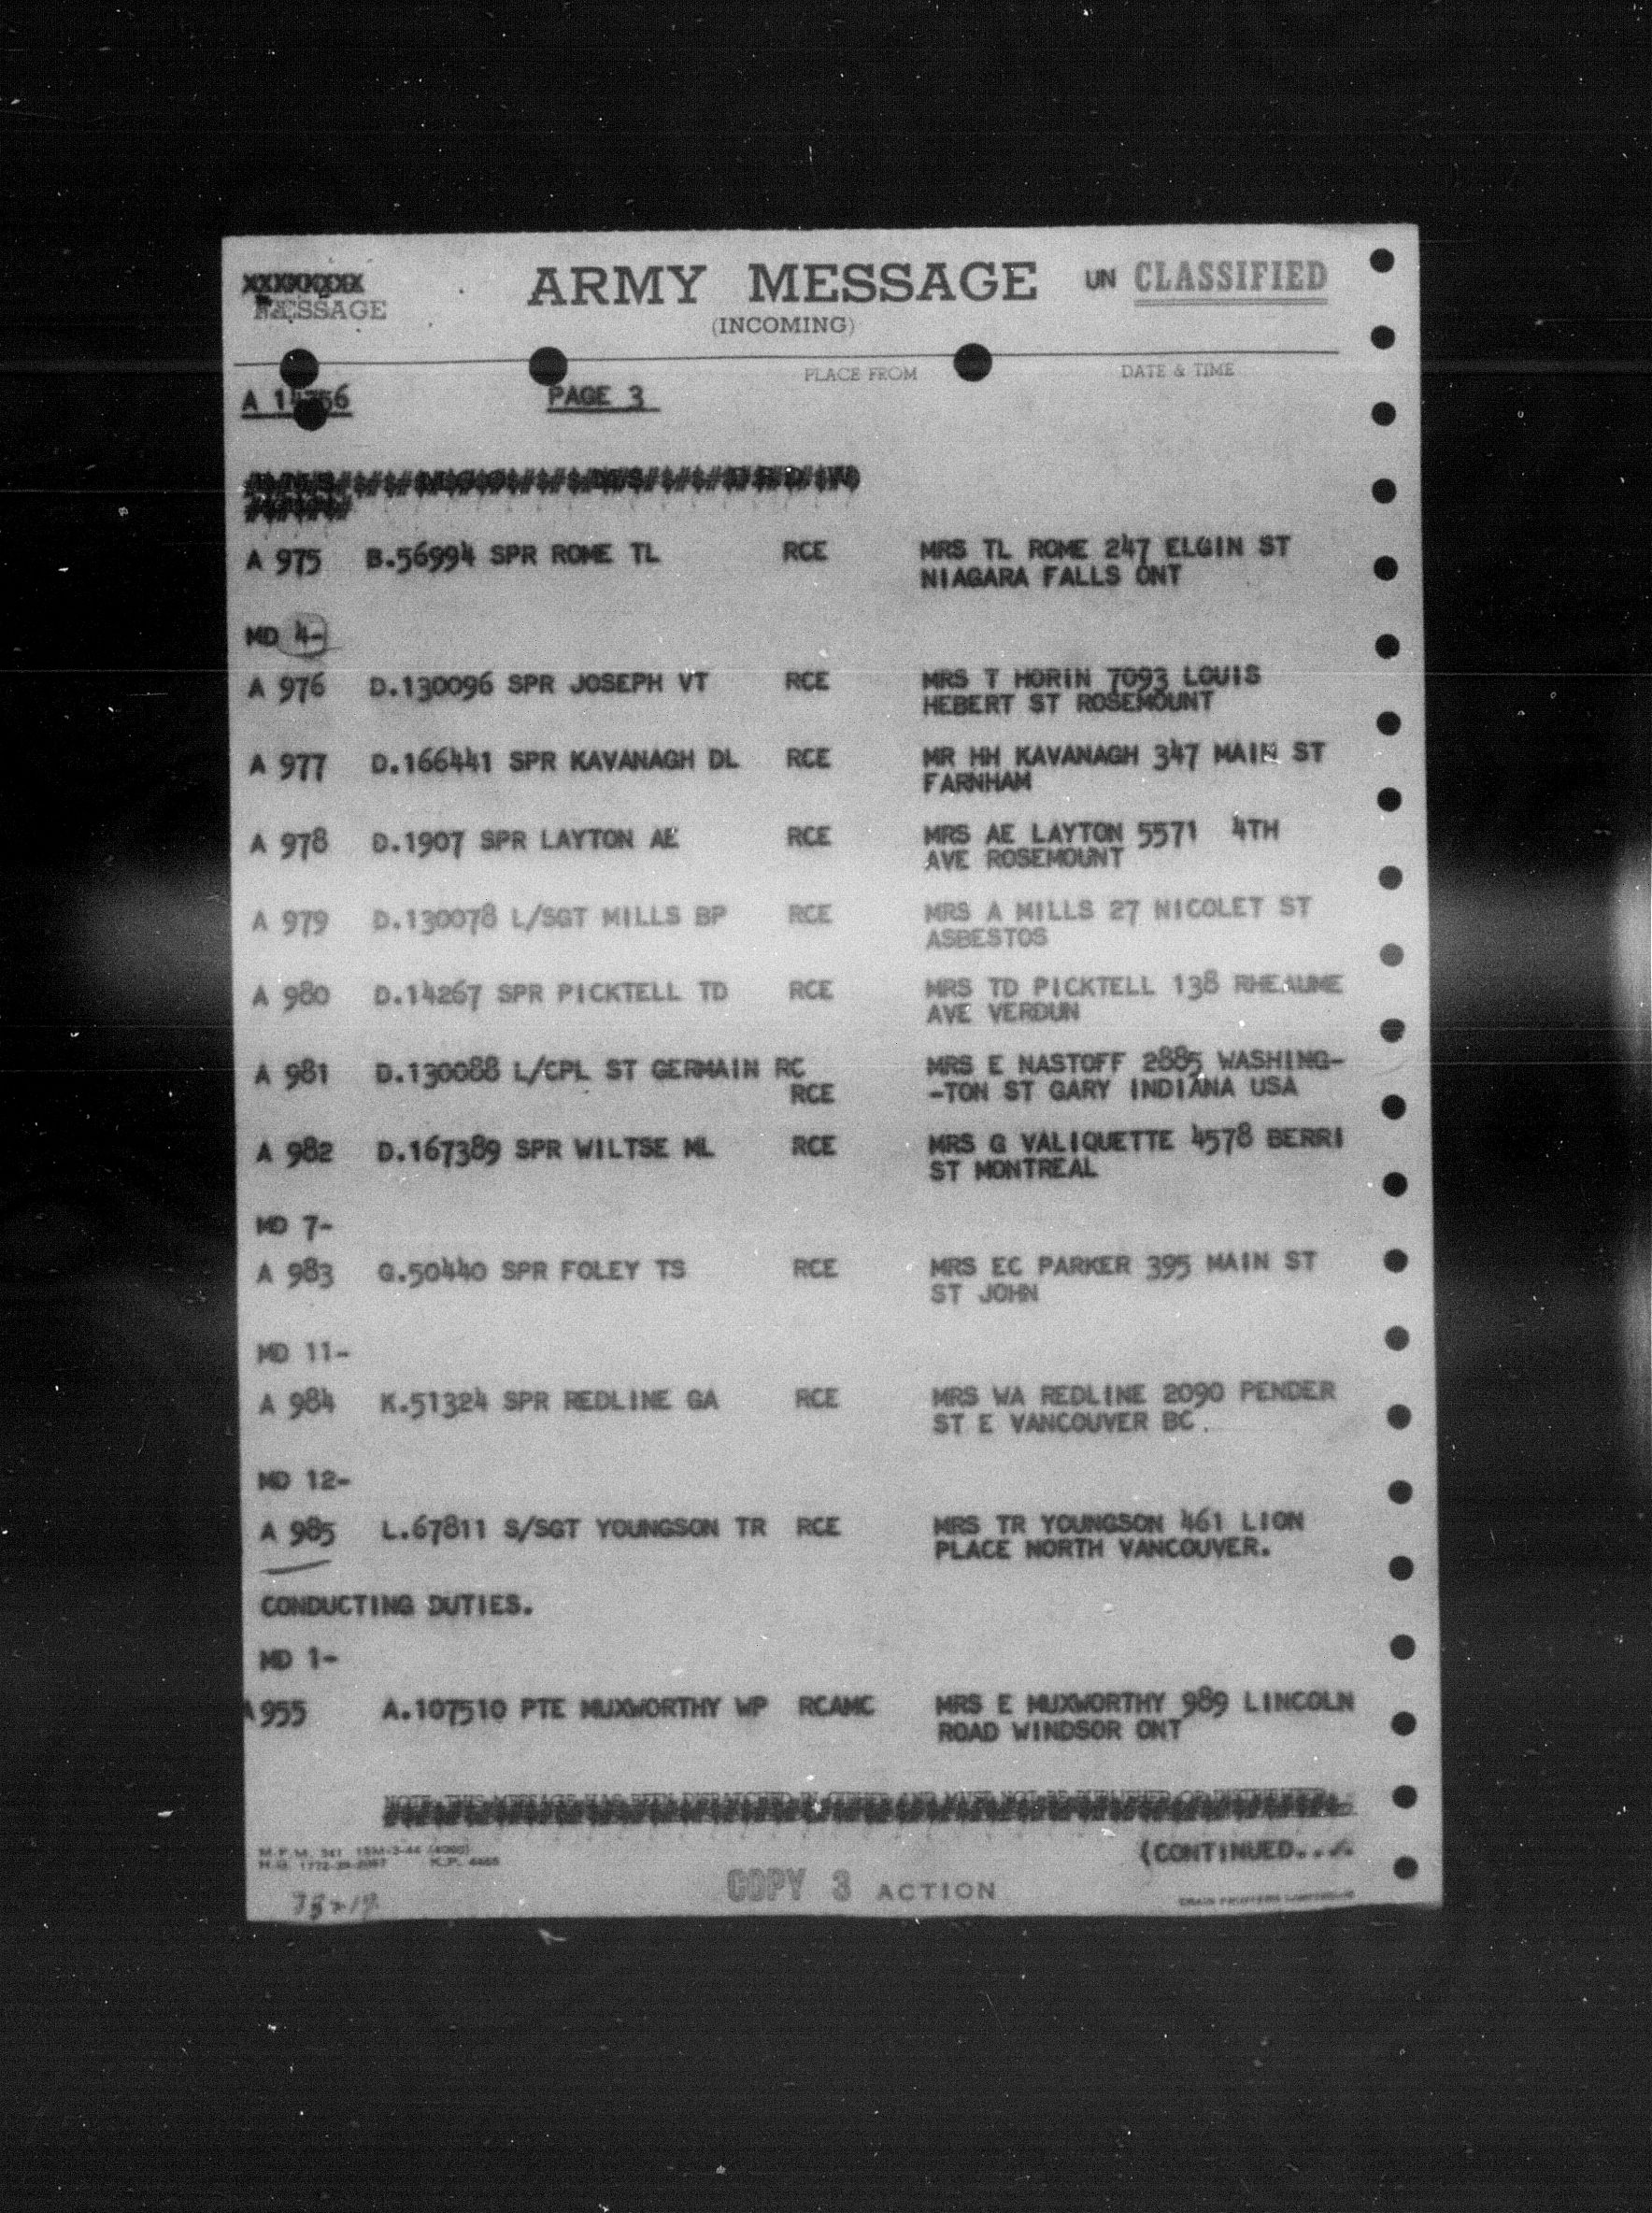 XXXXXXXXX
MESSAGE
ARMY MESSAGE
UN CLASSIFIED
(INCOMING)
PLACE FROM
DATE & TIME
PAGE 3
A 975 B.56994 SPR ROME TL RCE MRS TL ROME 247 ELGIN ST
NIAGARA FALLS ONT
MD 4-
A 976 D.130096 SPR JOSEPH VT RCE MRS T HORIN 7093 LOUIS
HEBERT ST ROSEMOUNT
A 977 D.166441 SPR KAVANAGH DL RCE MR HH KAVANAGH 347 MAIN ST
FARNHAM
A 978 D.1907 SPR LAYTON AE RCE MRS AE LAYTON 5571 4TH
AVE ROSEMOUNT
A 979 D.130078 L/SGT MILLS BP RCE MRS A MILLS 27 NICOLET ST
ASBESTOS
A 980 D.14267 SPR PICKTELL TD RCE MRS TD PICKTELL 138 RHEAUME
AVE VERDUN
A 981 D.130088 L/CPL ST GERMAIN RC MRS E NASTOFF 2885 WASHING-
RCE -TON ST GARY INDIANA USA
A 982 D.167389 SPR WILTSE ML RCE MRS G VALIQUETTE 4578 BERRI
ST MONTREAL
MD 7-
A 983 G.50440 SPR FOLEY TS RCE MRS EC PARKER 395 MAIN ST
ST JOHN
MD 11-
A 984 K.51324 SPR REDLINE GA RCE MRS WA REDLINE 2090 PENDER
ST E VANCOUVER BC.
MD 12-
A 985 L.67811 S/SGT YOUNGSON TR RCE MRS TR YOUNGSON 461 LION
PLACE NORTH VANCOUVER.
CONDUCTING DUTIES.
MD 1-
A 955 A.107510 PTE MUXWORTHY WP RCAMC MRS E MUXWORTHY 989 LINCOLN
ROAD WINDSOR ONT
(CONTINUED...
COPY 3 ACTION